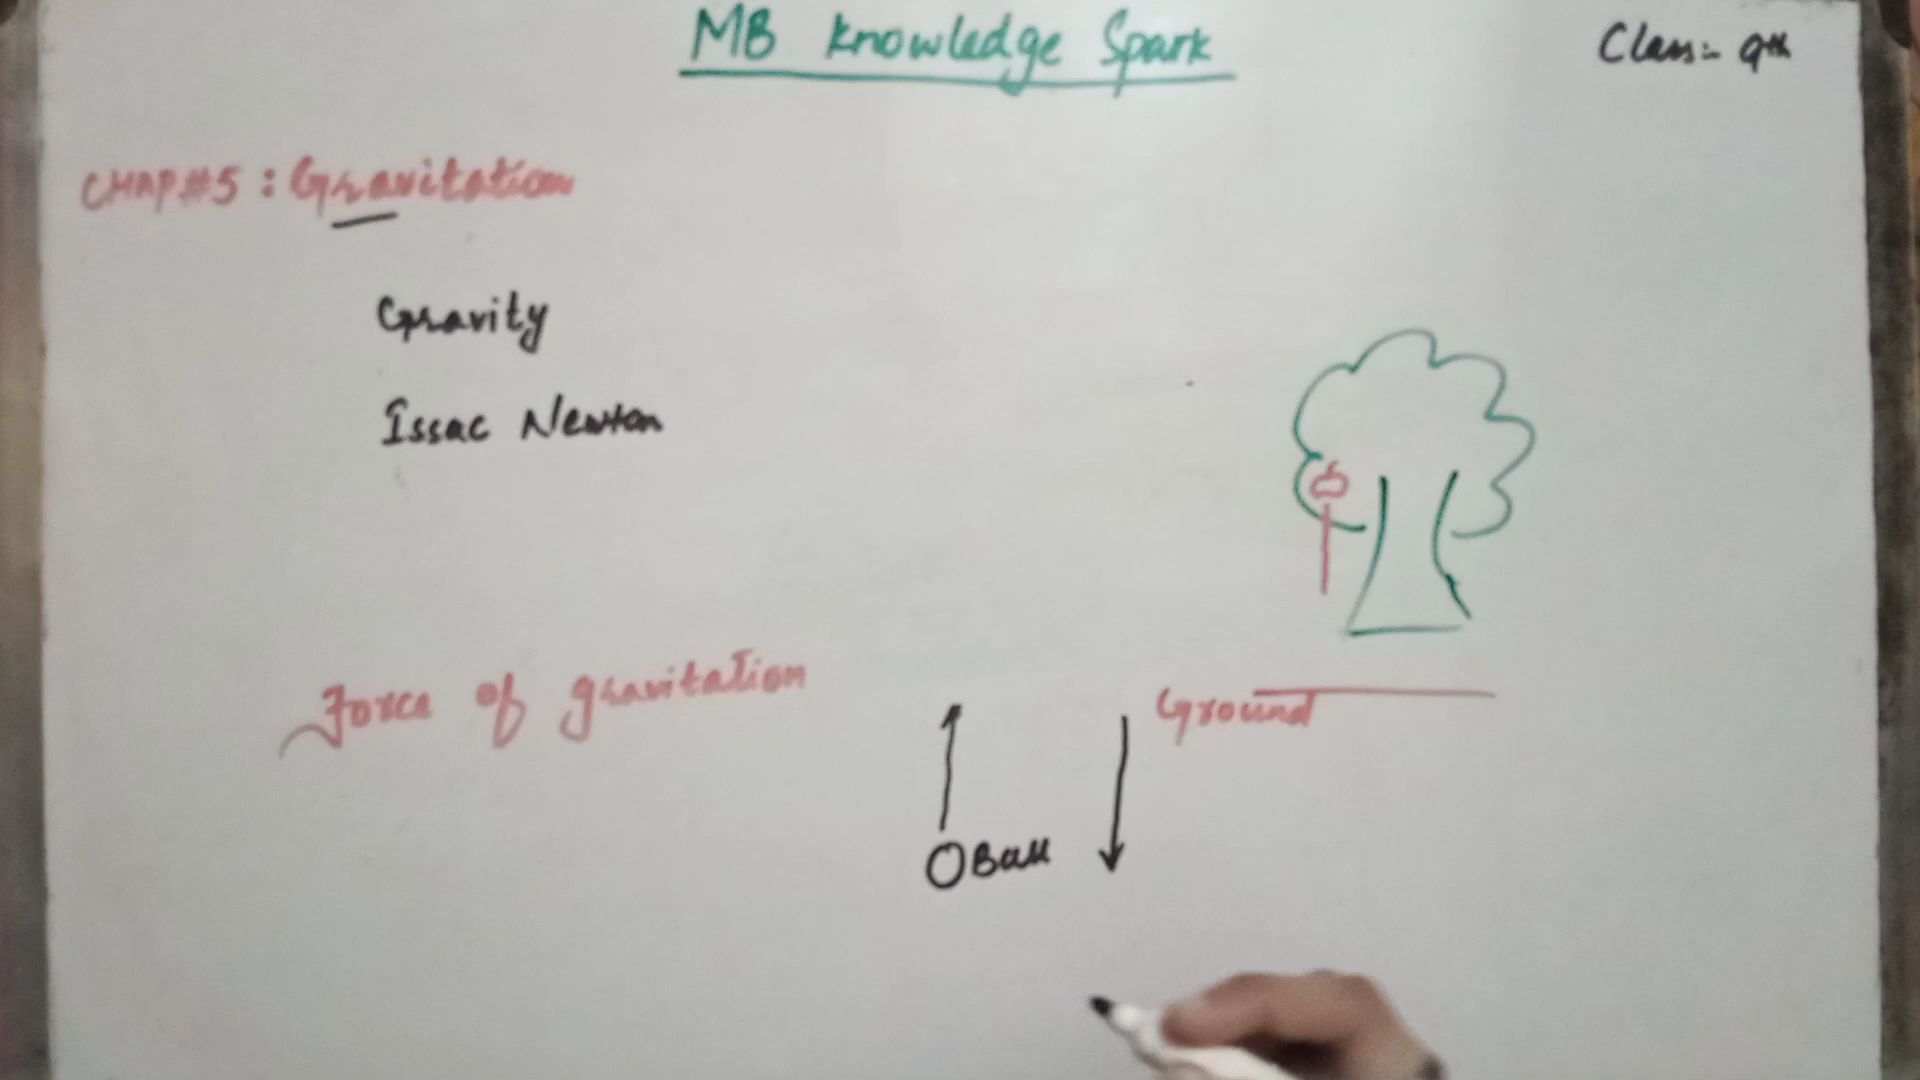 MB Knowledge Spark
Class:- 9th
CHAP#5: Gravitation
Gravity
Issac Newton
Force of gravitation
Ground
Ball